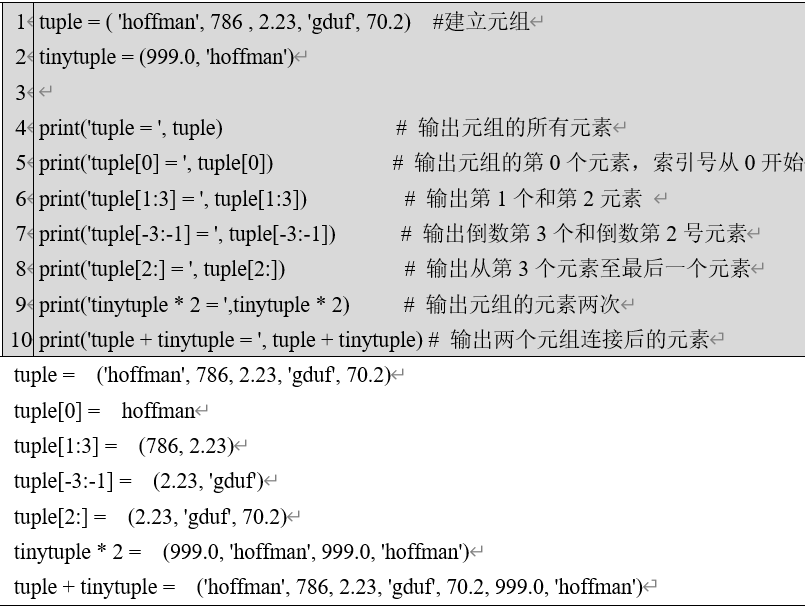 1 tuple = ( 'hoffman', 786 , 2.23, 'gduf', 70.2) #建立元组
2 tinytuple = (999.0, 'hoffman')
3
4 print('tuple = ', tuple) # 输出元组的所有元素
5 print('tuple[0] = ', tuple[0]) # 输出元组的第 0 个元素，索引号从 0 开始
6 print('tuple[1:3] = ', tuple[1:3]) # 输出第 1 个和第 2 元素
7 print('tuple[-3:-1] = ', tuple[-3:-1]) # 输出倒数第 3 个和倒数第 2 号元素
8 print('tuple[2:] = ', tuple[2:]) # 输出从第 3 个元素至最后一个元素
9 print('tinytuple * 2 = ',tinytuple * 2) # 输出元组的元素两次
10 print('tuple + tinytuple = ', tuple + tinytuple) # 输出两个元组连接后的元素
tuple = ('hoffman', 786, 2.23, 'gduf', 70.2)
tuple[0] = hoffman
tuple[1:3] = (786, 2.23)
tuple[-3:-1] = (2.23, 'gduf')
tuple[2:] = (2.23, 'gduf', 70.2)
tinytuple * 2 = (999.0, 'hoffman', 999.0, 'hoffman')
tuple + tinytuple = ('hoffman', 786, 2.23, 'gduf', 70.2, 999.0, 'hoffman')